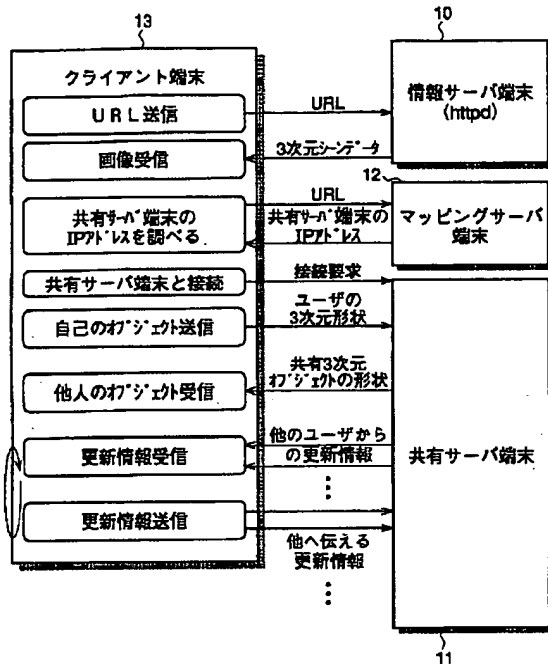 13
クライアント端末
URL送信
画像受信
共有サーバ端末の
IPアドレスを調べる
共有サーバ端末と接続
自己のオブジェクト送信
他人のオブジェクト受信
更新情報受信
更新情報送信
URL
3次元シーンデータ
URL
共有サーバ端末の
IPアドレス
接続要求
ユーザの
3次元形状
共有3次元
オブジェクトの形状
他のユーザから
の更新情報
他へ伝える
更新情報
10
情報サーバ端末
(httpd)
12
マッピングサーバ
端末
共有サーバ端末
11